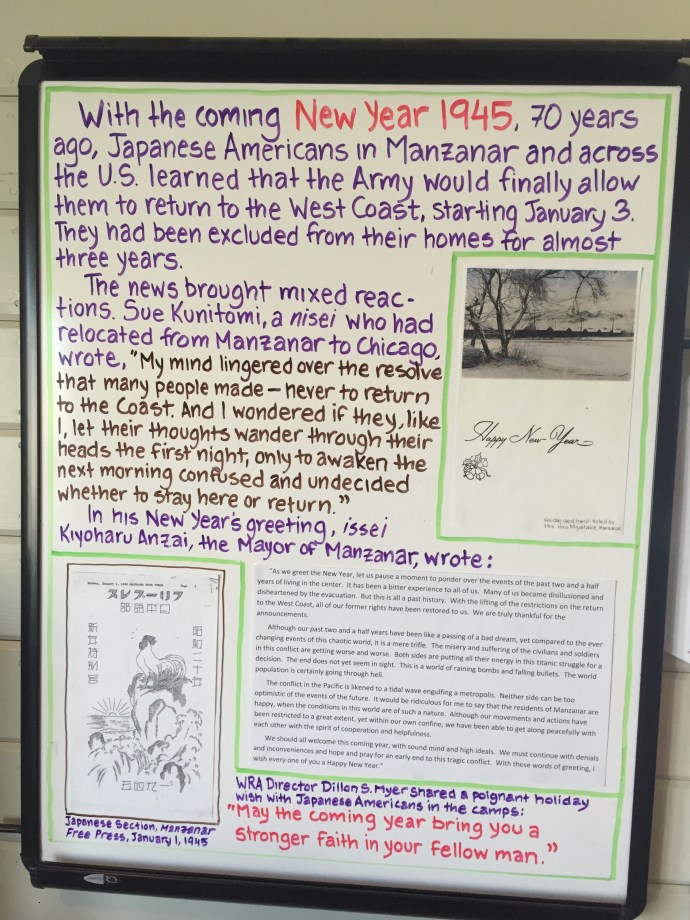 With the coming New Year 1945, 70 years
ago, Japanese Americans in Manzanar and across
the U.S. learned that the Army would finally allow
them to return to the West Coast, starting January 3.
They had been excluded from their homes for almost
three years.
The news brought mixed reac-
tions. Sue Kunitomi, a nisei who had
relocated from Manzanar to Chicago,
wrote, "My mind lingered over the resolve
that many people made – never to return
to the Coast. And I wondered if they, like
I, let their thoughts wander through their
heads the first night, only to awaken the
next morning confused and undecided
whether to stay here or return."
Happy New Year
Holiday card, hand tinted by
Mrs. Hisa Miyatake, Manzanar
In his New Year's greeting, issei
Kiyoharu Anzai, the Mayor of Manzanar, wrote:
"As we greet the New Year, let us pause a moment to ponder over the events of the past two and a half
years of living in the center. It has been a bitter experience to all of us. Many of us became disillusioned and
disheartened by the evacuation. But this is all a past history. With the lifting of the restrictions on the return
to the West Coast, all of our former rights have been restored to us. We are truly thankful for the
announcements.
Although our past two and a half years have been like a passing of a bad dream, yet compared to the ever
changing events of this chaotic world, it is a mere trifle. The misery and suffering of the civilians and soldiers
in this conflict are getting worse and worse. Both sides are putting all their energy in this titanic struggle for a
decision. The end does not yet seem in sight. This is a world of raining bombs and falling bullets. The world
population is certainly going through hell.
The conflict in the Pacific is likened to a tidal wave engulfing a metropolis. Neither side can be too
optimistic of the events of the future. It would be ridiculous for me to say that the residents of Manzanar are
happy, when the conditions in this world are of such a nature. Although our movements and actions have
been restricted to a great extent, yet within our own confine, we have been able to get along peacefully with
each other with the spirit of cooperation and helpfulness.
We should all welcome this coming year, with sound mind and high ideals. We must continue with denials
and inconveniences and hope and pray for an early end to this tragic conflict. With these words of greeting, I
wish every one of you a Happy New Year."
スレプーリフ
部語中口
新年特別号
昭和二十年
五四九一
Japanese Section, Manzanar
Free Press, January 1, 1945
WRA Director Dillon S. Myer shared a poignant holiday
wish with Japanese Americans in the camps:
"May the coming year bring you a
stronger faith in your fellow man."